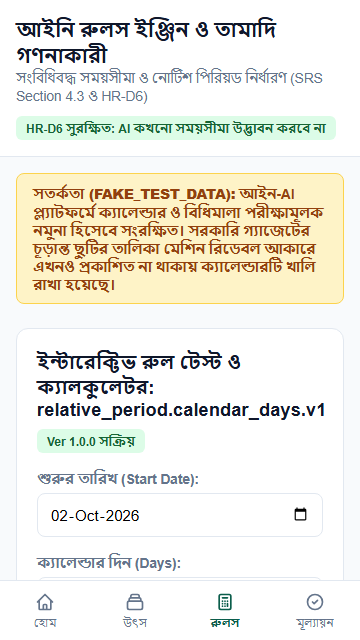 আইনি রুলস ইঞ্জিন ও তামাদি
গণনাকারী
সংবিধিবদ্ধ সময়সীমা ও নোটিশ পিরিয়ড নির্ধারণ (SRS
Section 4.3 ও HR-D6)
HR-D6 সুরক্ষিত: AI কখনো সময়সীমা উদ্ভাবন করবে না
সতর্কতা (FAKE_TEST_DATA): আইন-AI
প্ল্যাটফর্মে ক্যালেন্ডার ও বিধিমালা পরীক্ষামূলক
নমুনা হিসেবে সংরক্ষিত। সরকারি গ্যাজেটের
চূড়ান্ত ছুটির তালিকা মেশিন রিডেবল আকারে
এখনও প্রকাশিত না থাকায় ক্যালেন্ডারটি খালি
রাখা হয়েছে।
ইন্টারেক্টিভ রুল টেস্ট ও
ক্যালকুলেটর:
relative_period.calendar_days.v1
Ver 1.0.0 সক্রিয়
শুরুর তারিখ (Start Date):
02-Oct-2026
ক্যালেন্ডার দিন (Days):
হোম
উৎস
রুলস
মূল্যায়ন